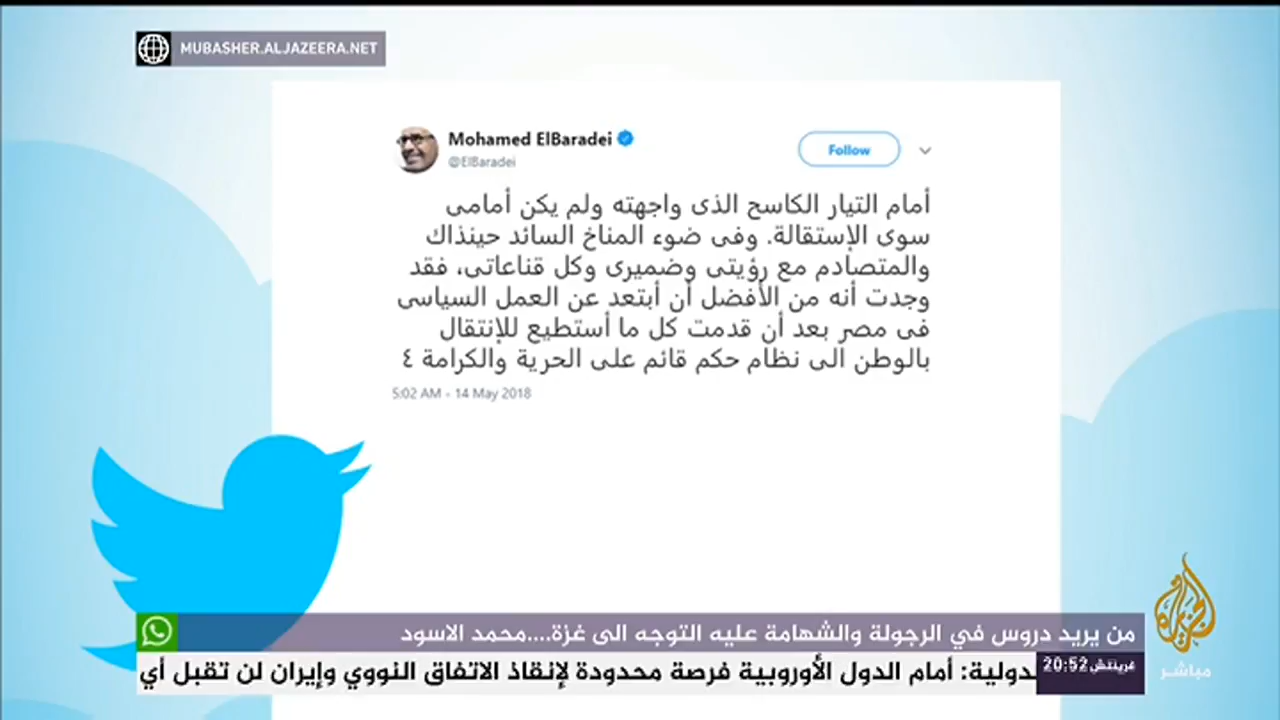 MUBASHER.ALJAZEERA.NET
Mohamed ElBaradei
@ElBaradei
Follow
أمام التيار الكاسح الذى واجهته ولم يكن أمامى
سوى الإستقالة. وفى ضوء المناخ السائد حينذاك
والمتصادم مع رؤيتى وضميرى وكل قناعاتى، فقد
وجدت أنه من الأفضل أن أبتعد عن العمل السياسى
فى مصر بعد أن قدمت كل ما أستطيع للإنتقال
بالوطن الى نظام حكم قائم على الحرية والكرامة ٤
5:02 AM - 14 May 2018
من يريد دروس في الرجولة والشهامة عليه التوجه الى غزة....محمد الاسود
غرينتش 20:52
دولية: أمام الدول الأوروبية فرصة محدودة لإنقاذ الاتفاق النووي وإيران لن تقبل أي
الجزيرة
مباشر